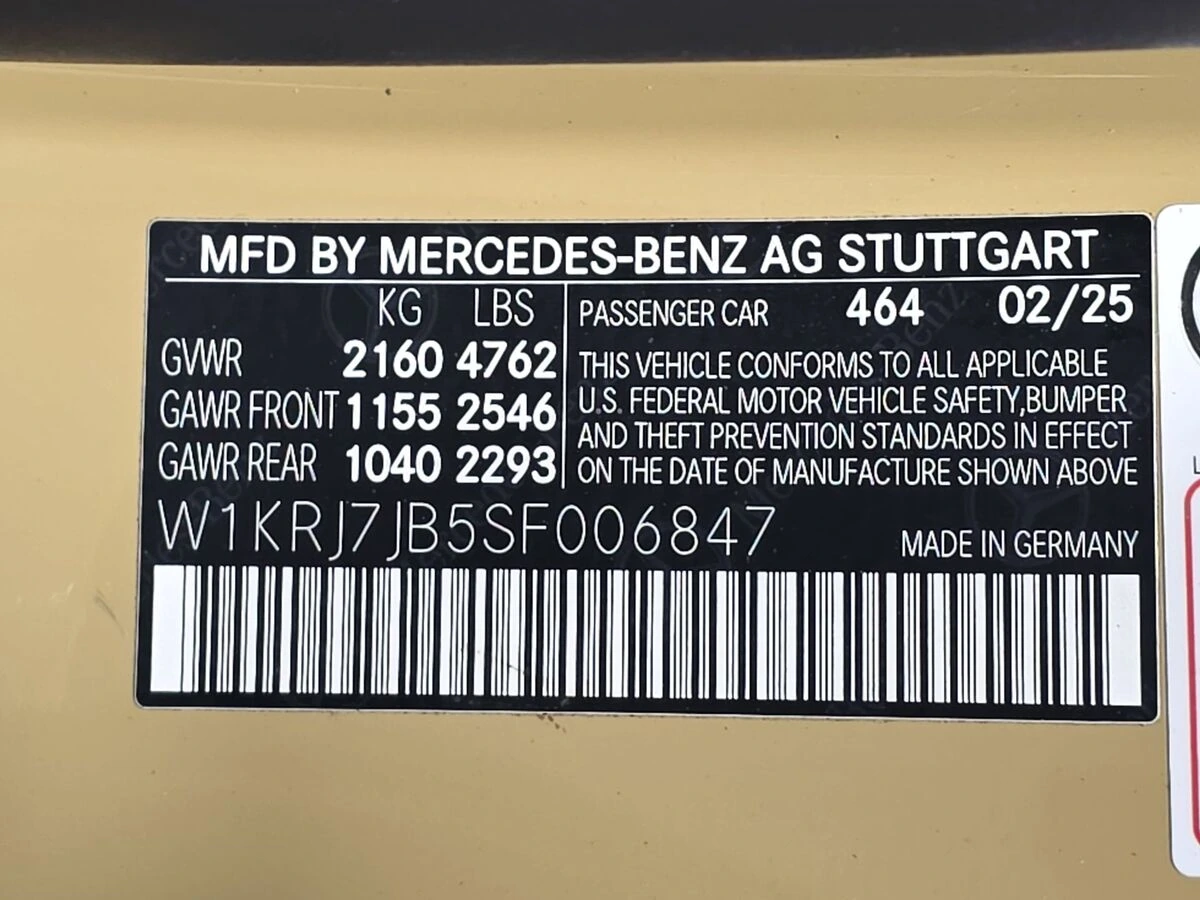 MFD BY MERCEDES-BENZ AG STUTTGART
KG LBS
GVWR 2160 4762
GAWR FRONT 1155 2546
GAWR REAR 1040 2293
PASSENGER CAR 464 02/25
THIS VEHICLE CONFORMS TO ALL APPLICABLE
U.S. FEDERAL MOTOR VEHICLE SAFETY,BUMPER
AND THEFT PREVENTION STANDARDS IN EFFECT
ON THE DATE OF MANUFACTURE SHOWN ABOVE
W1KRJ7JB5SF006847
MADE IN GERMANY